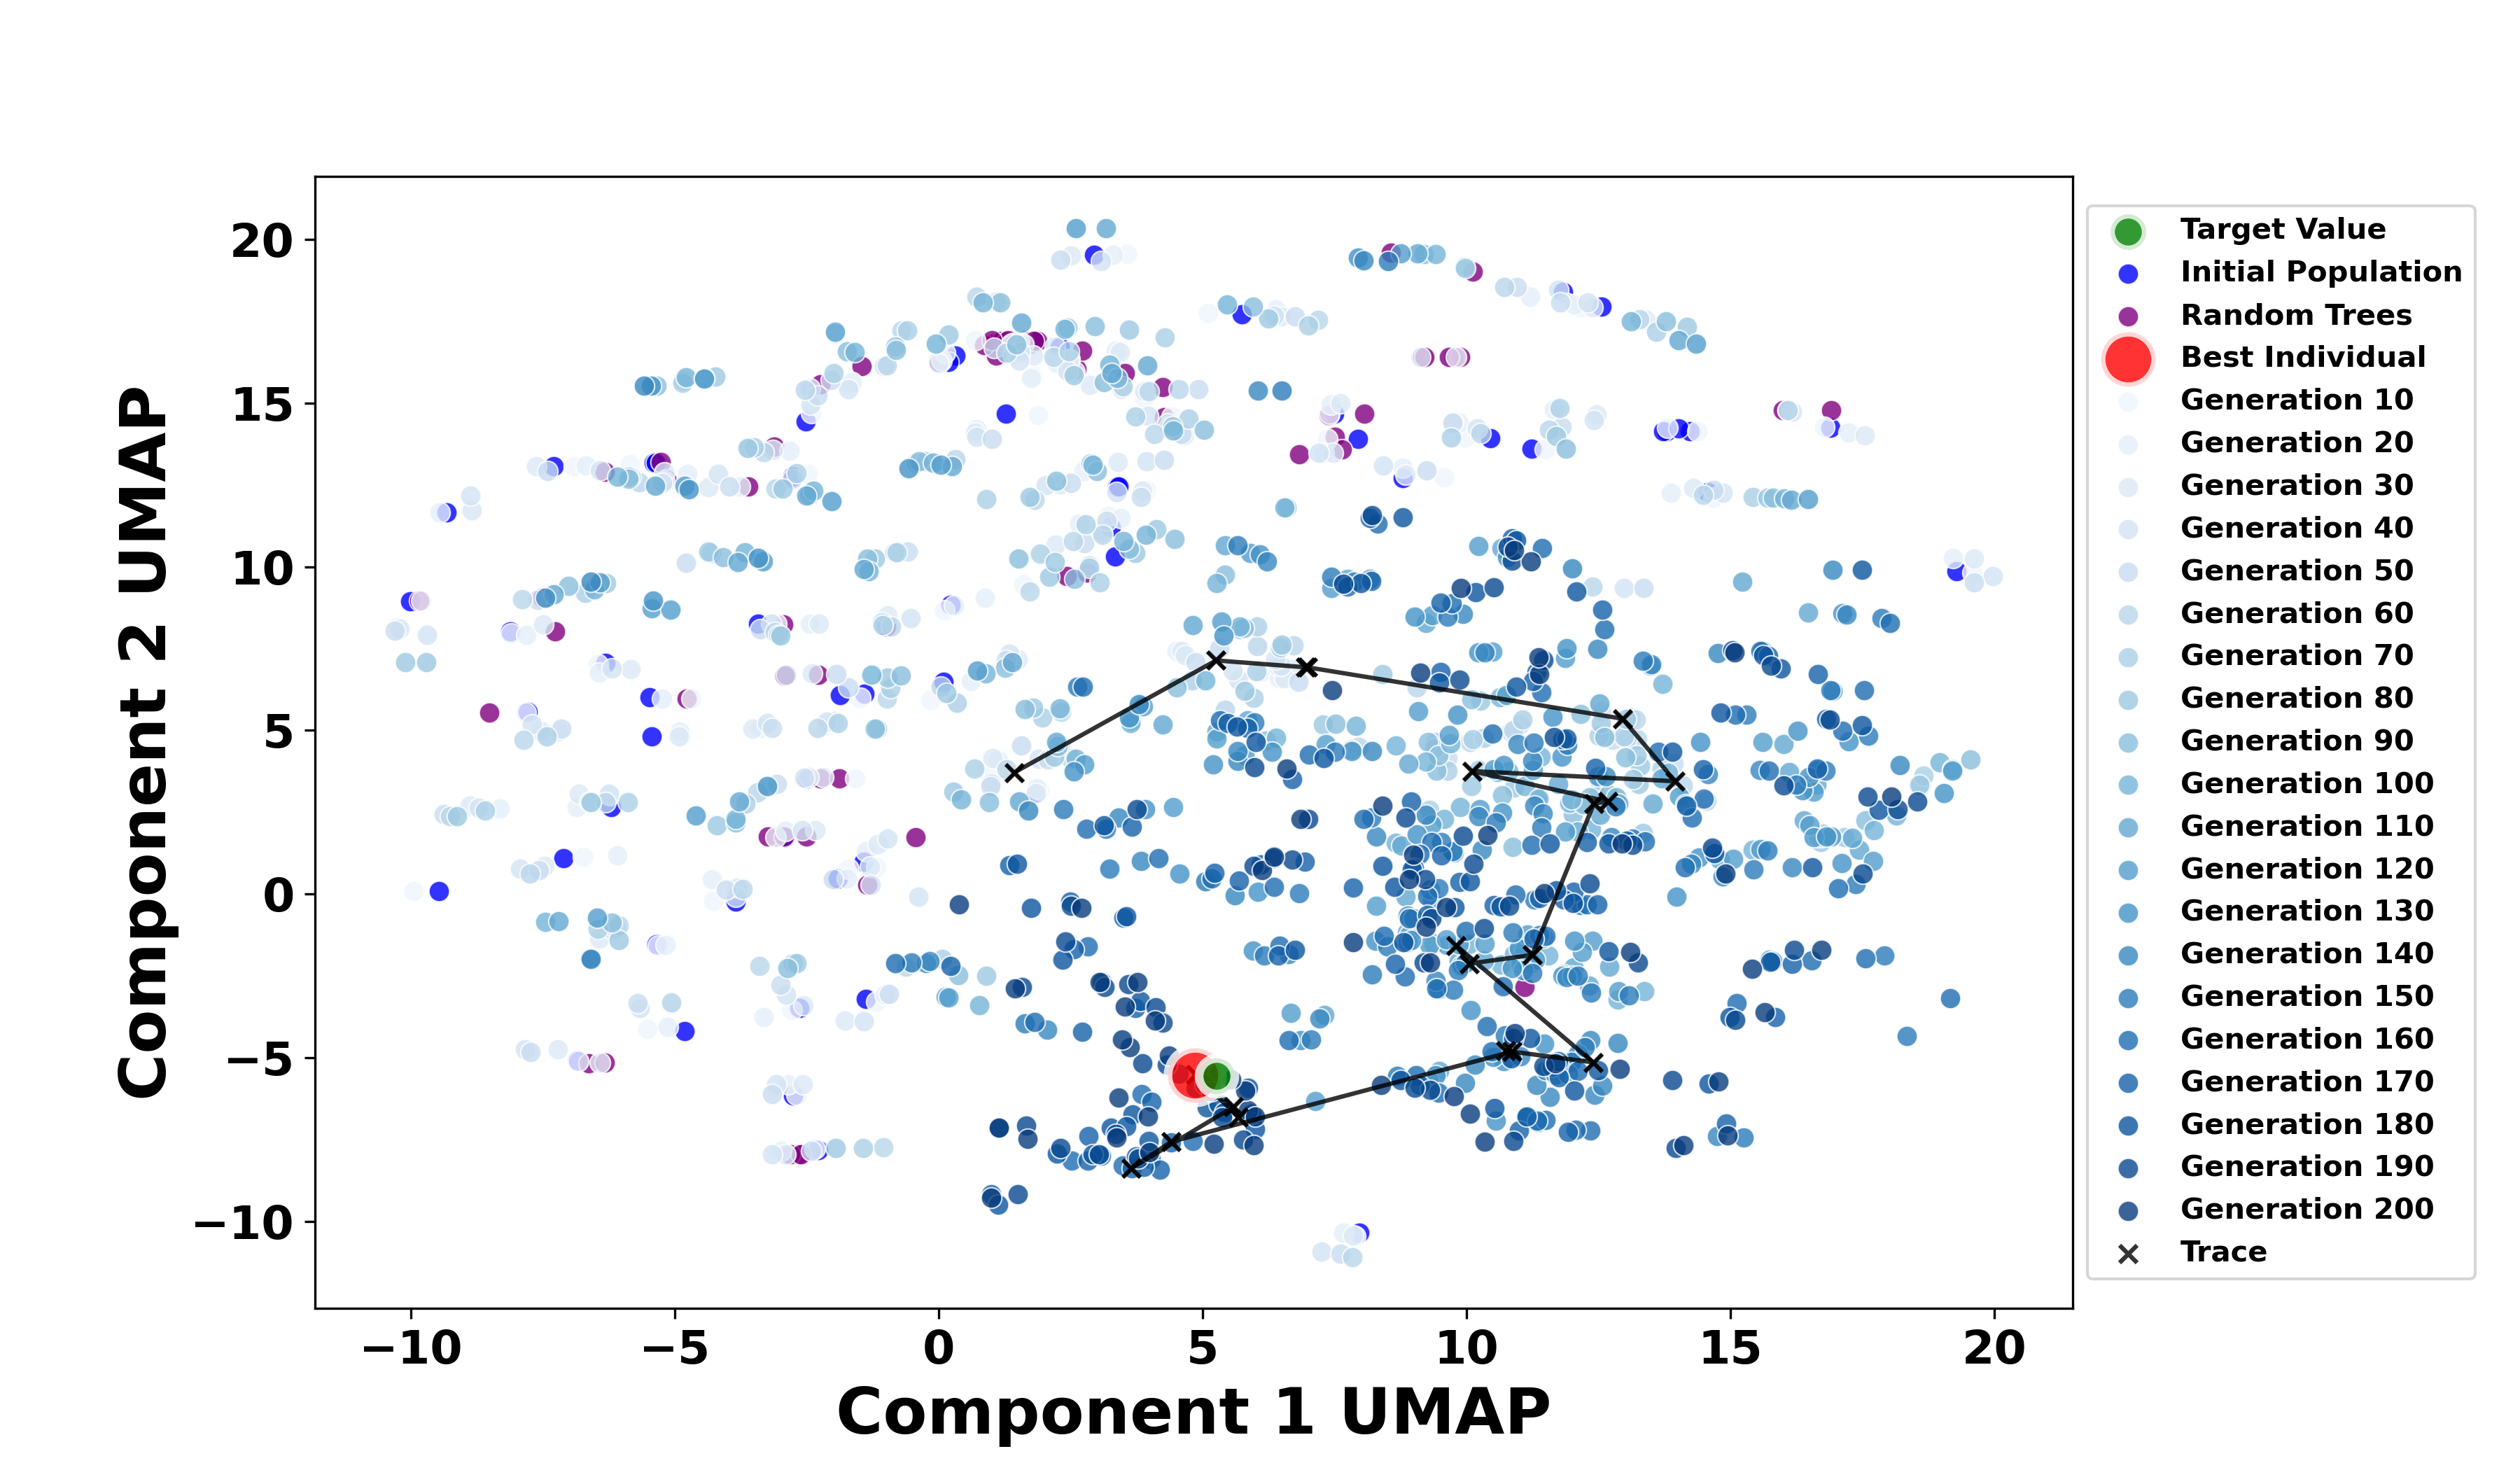 20
15
10
5
0
−5
−10
Component 2 UMAP
−10
−5
0
5
10
15
20
Component 1 UMAP
Target Value
Initial Population
Random Trees
Best Individual
Generation 10
Generation 20
Generation 30
Generation 40
Generation 50
Generation 60
Generation 70
Generation 80
Generation 90
Generation 100
Generation 110
Generation 120
Generation 130
Generation 140
Generation 150
Generation 160
Generation 170
Generation 180
Generation 190
Generation 200
Trace